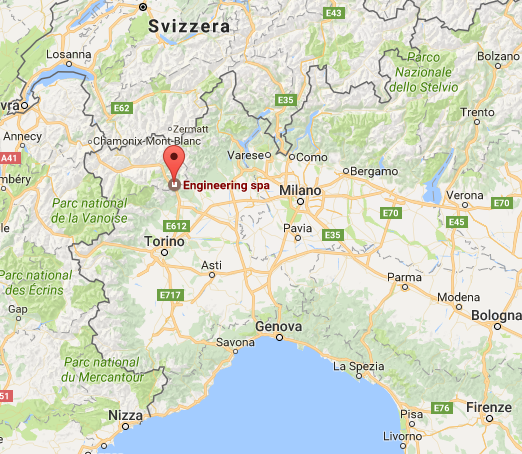 Svizzera
E43
Losanna
Parco
Nazionale
dello Stelvio
Bolzano
E35
E62
Trento
Zermatt
Chamonix-Mont-Blanc
Annecy
A41
Varese
Como
Bergamo
Engineering spa
Milano
Verona
E70
E70
E45
Parc national
de la Vanoise
E612
Pavia
E35
Torino
Asti
Parc national
des Écrins
E717
Parma
Modena
Gap
Bologna
Genova
Savona
La Spezia
Parc national
du Mercantour
Nizza
Pisa
E76
Firenze
Livorno